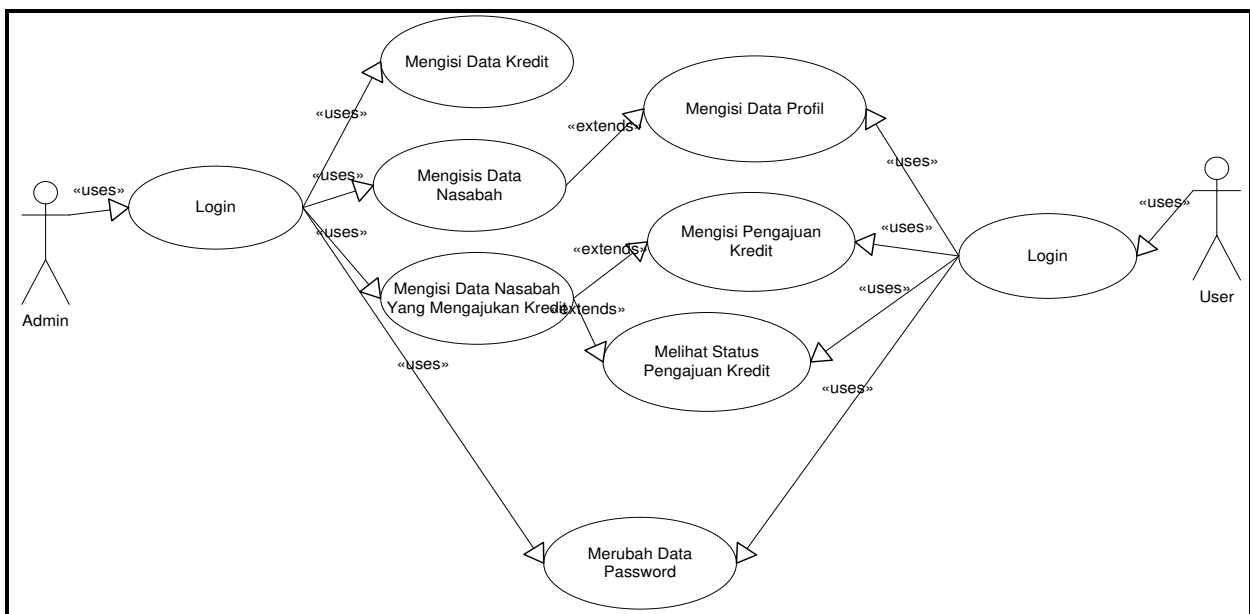 Mengisi Data Kredit
Mengisi Data Profil
«uses»
«extends»
«uses»
«uses»
Mengisis Data
Nasabah
«uses»
Login
«uses»
«uses»
Mengisi Pengajuan
Kredit
«uses»
«extends»
Login
Mengisi Data Nasabah
Yang Mengajukan Kredit
«extends»
«uses»
Admin
User
Melihat Status
Pengajuan Kredit
«uses»
«uses»
Merubah Data
Password